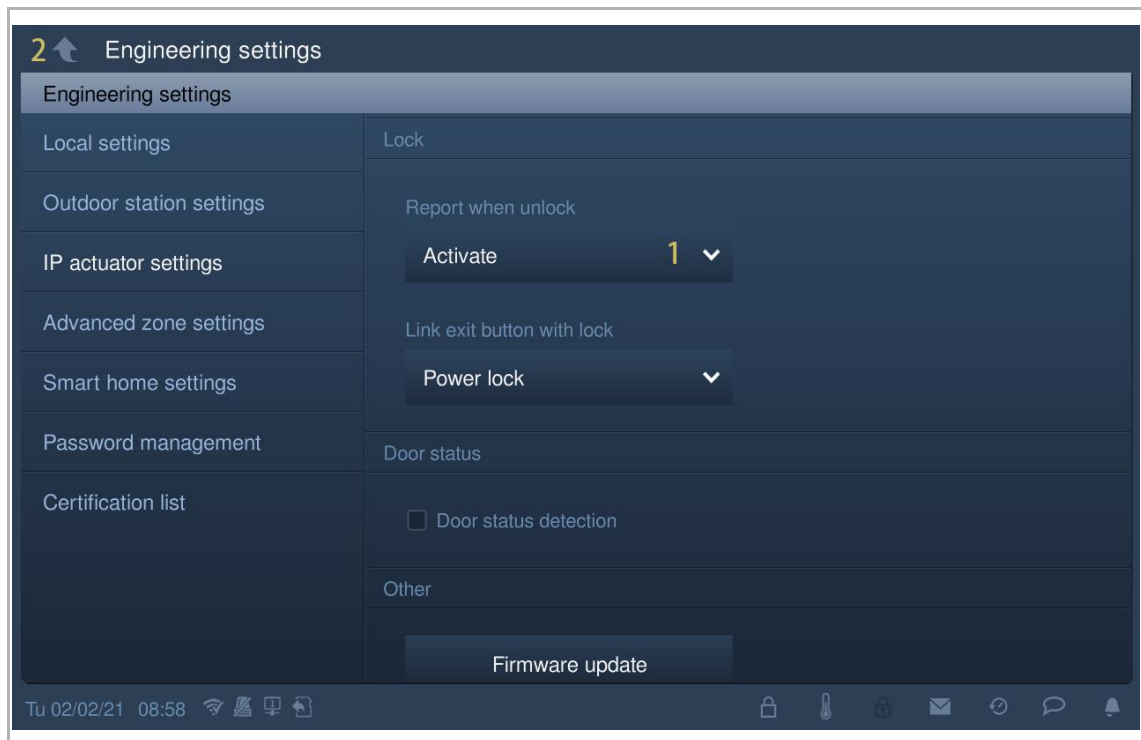 2 Engineering settings
Engineering settings
Local settings
Outdoor station settings
IP actuator settings
Advanced zone settings
Smart home settings
Password management
Certification list
Lock
Report when unlock
Activate 1
Link exit button with lock
Power lock
Door status
Door status detection
Other
Firmware update
Tu 02/02/21 08:58